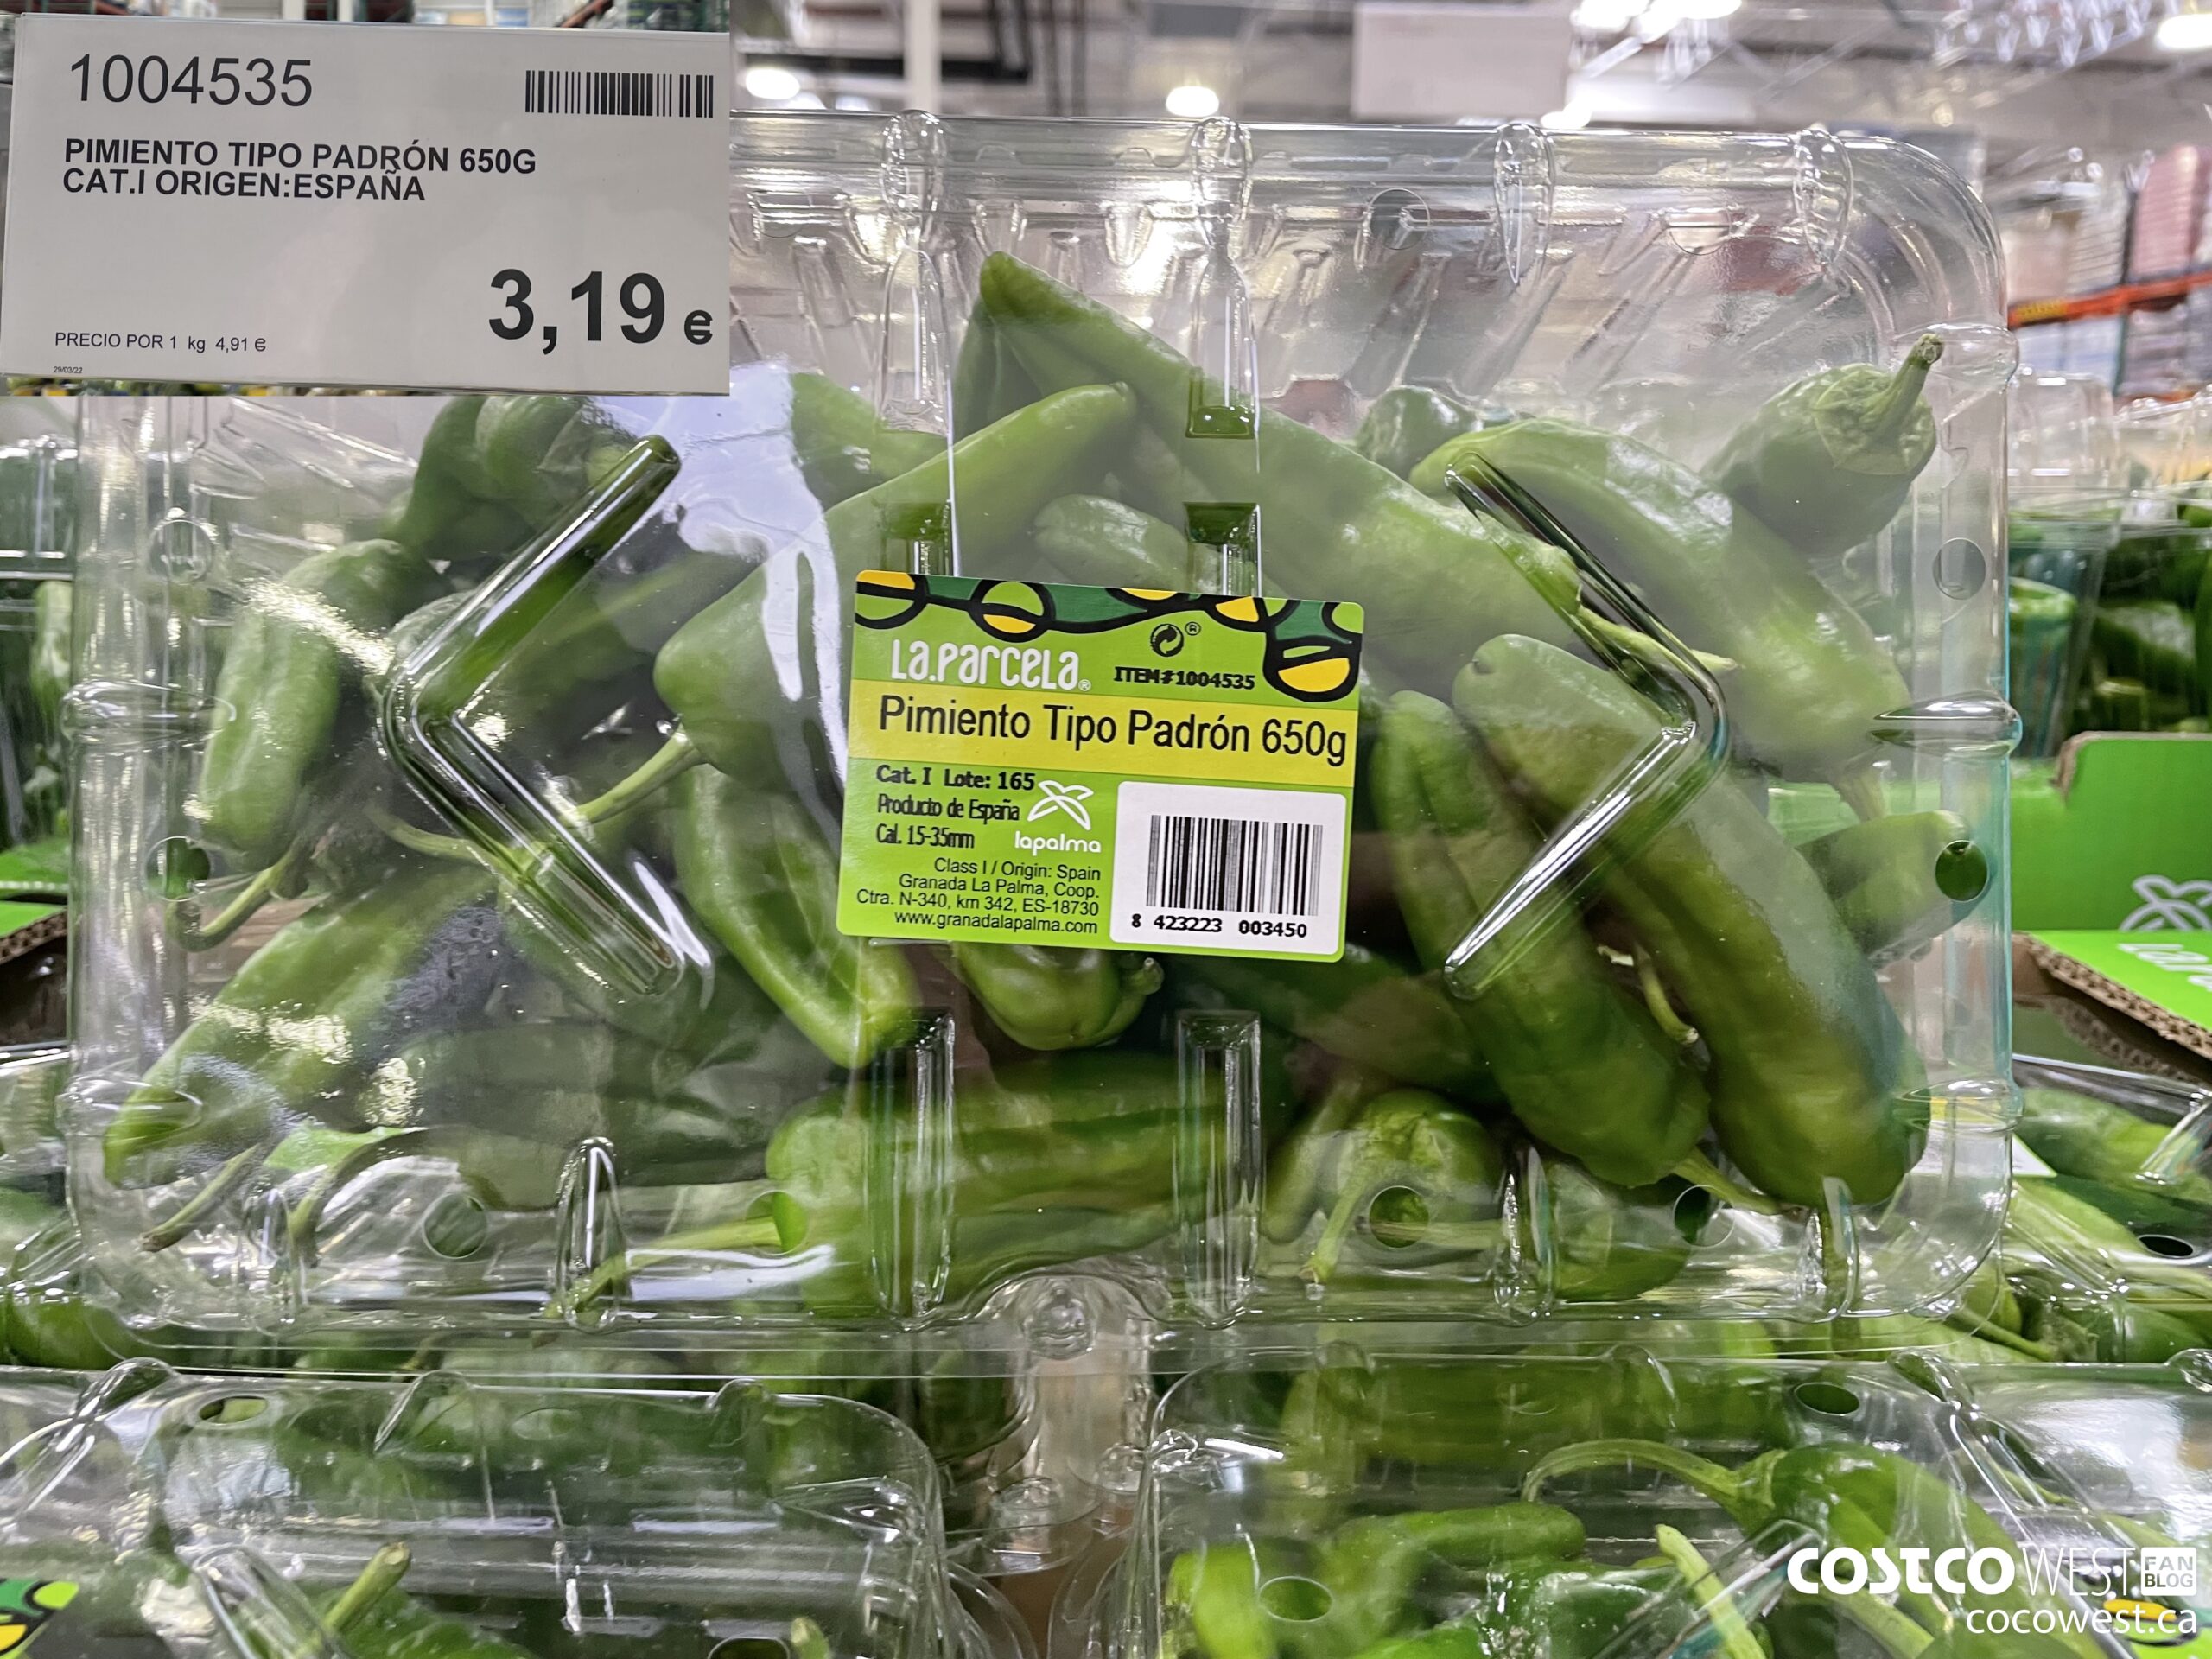 1004535
PIMIENTO TIPO PADRÓN 650G
CAT.I ORIGEN:ESPAÑA
3,19 €
PRECIO POR 1 kg 4,91 €
29/03/22
La.Parcela®
ITEM#1004535
Pimiento Tipo Padrón 650g
Cat. I Lote: 165
Producto de España
Cal. 15-35mm
lapalma
Class I / Origin: Spain
Granada La Palma, Coop.
Ctra. N-340, km 342, ES-18730
www.granadalapalma.com
8 423223 003450
COSTCO WEST FAN BLOG
cocowest.ca